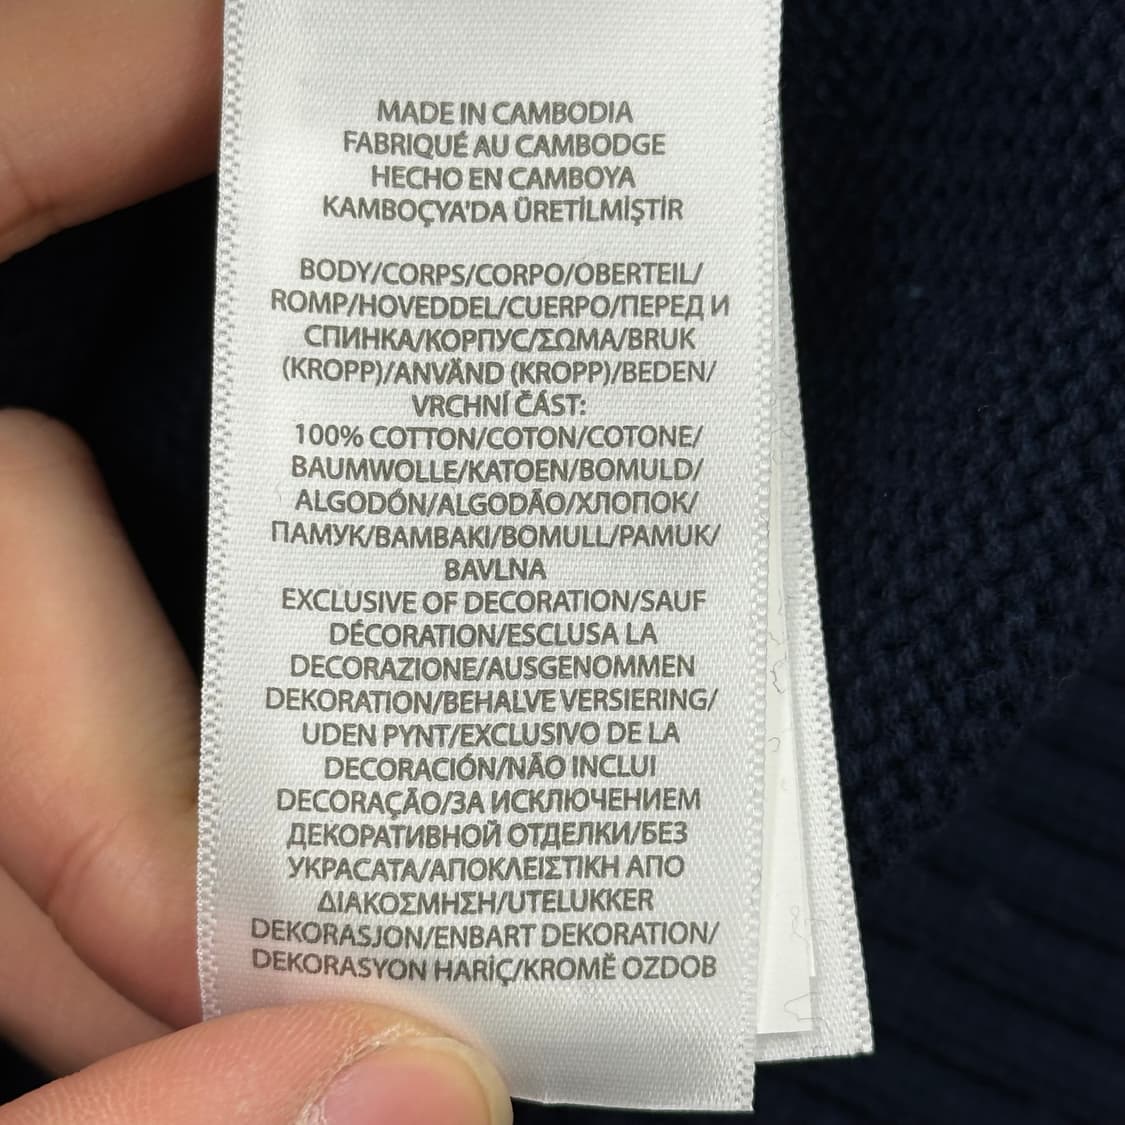 MADE IN CAMBODIA
FABRIQUÉ AU CAMBODGE
HECHO EN CAMBOYA
KAMBOÇYA'DA ÜRETİLMİŞTİR
BODY/CORPS/CORPO/OBERTEIL/
ROMP/HOVEDDEL/CUERPO/ПЕРЕД И
СПИНКА/КОРПУС/ΣΩΜΑ/BRUK
(KROPP)/ANVÄND (KROPP)/BEDEN/
VRCHNÍ ČÁST:
100% COTTON/COTON/COTONE/
BAUMWOLLE/KATOEN/BOMULD/
ALGODÓN/ALGODÃO/ХЛОПОК/
ПАМУК/ΒΑΜΒΑΚΙ/BOMULL/PAMUK/
BAVLNA
EXCLUSIVE OF DECORATION/SAUF
DÉCORATION/ESCLUSA LA
DECORAZIONE/AUSGENOMMEN
DEKORATION/BEHALVE VERSIERING/
UDEN PYNT/EXCLUSIVO DE LA
DECORACIÓN/NÃO INCLUI
DECORAÇÃO/ЗА ИСКЛЮЧЕНИЕМ
ДЕКОРАТИВНОЙ ОТДЕЛКИ/БЕЗ
УКРАСАТА/ΑΠΟΚΛΕΙΣΤΙΚΗ ΑΠΟ
ΔΙΑΚΟΣΜΗΣΗ/UTELUKKER
DEKORASJON/ENBART DEKORATION/
DEKORASYON HARİÇ/KROMĚ OZDOB